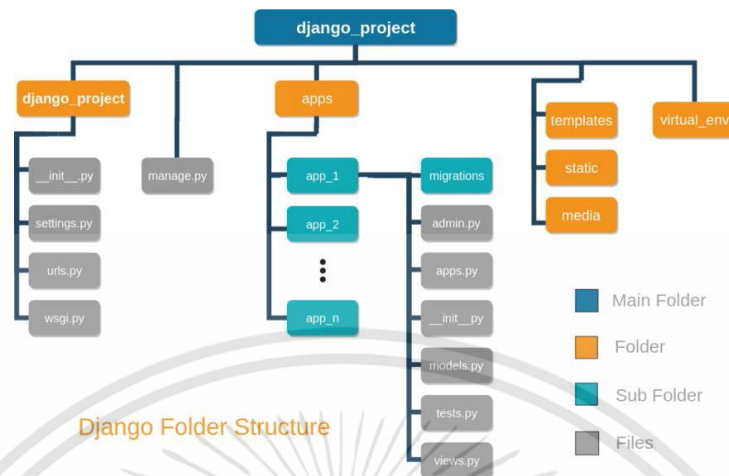 django_project
django_project
apps
templates
virtual_env
static
media
__init__.py
manage.py
settings.py
urls.py
wsgi.py
app_1
app_2
app_n
migrations
admin.py
apps.py
__init__py
models.py
tests.py
views.py
Main Folder
Folder
Sub Folder
Files
Django Folder Structure